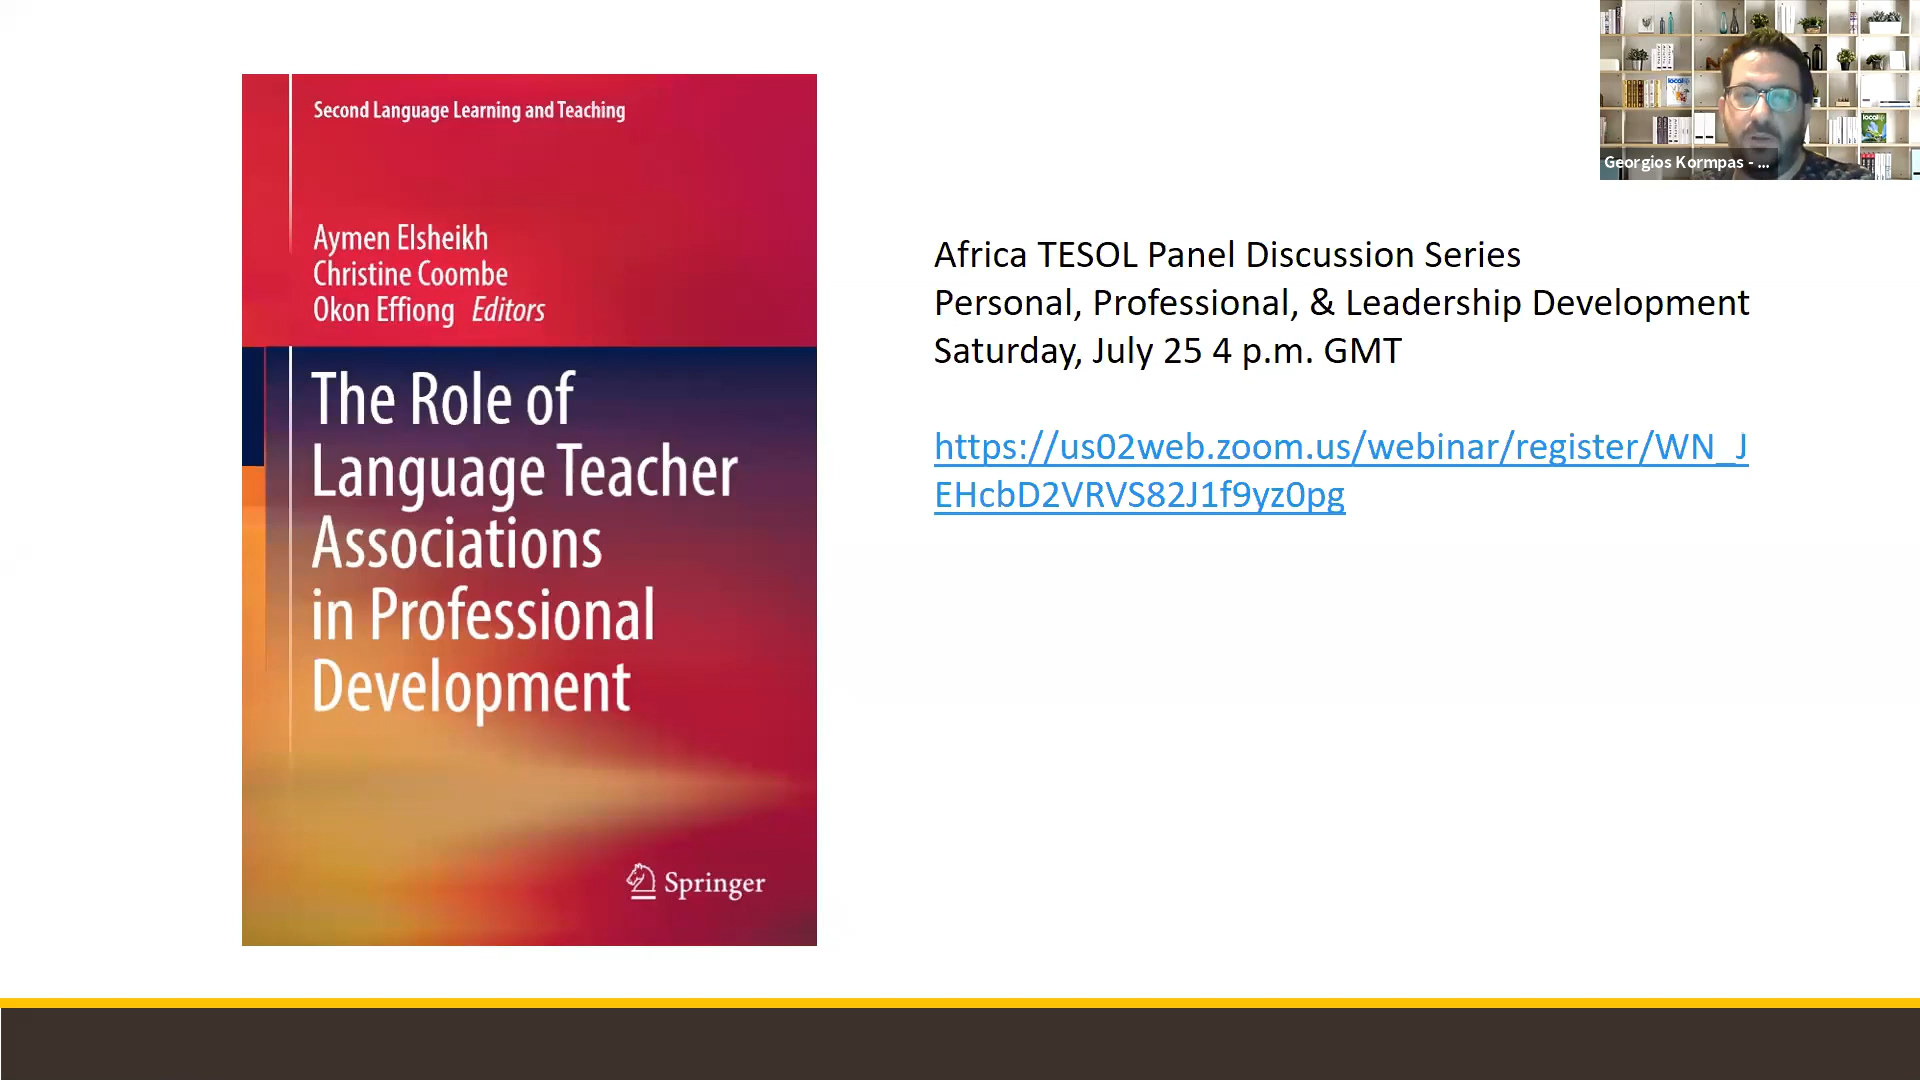 Second Language Learning and Teaching
Aymen Elsheikh
Christine Coombe
Okon Effiong Editors
The Role of
Language Teacher
Associations
in Professional
Development
Springer
Georgios Kormpas - ...
local
local
Africa TESOL Panel Discussion Series
Personal, Professional, & Leadership Development
Saturday, July 25 4 p.m. GMT
https://us02web.zoom.us/webinar/register/WN_J
EHcbD2VRVS82J1f9yz0pg